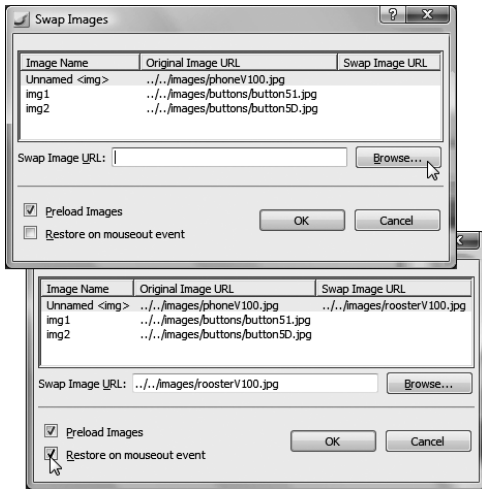 Swap Images
Image Name Original Image URL Swap Image URL
Unnamed <img> ../../images/phoneV100.jpg
img1 ../../images/buttons/button51.jpg
img2 ../../images/buttons/button5D.jpg
Swap Image URL: Browse...
Preload Images
OK Cancel
Restore on mouseout event
Image Name Original Image URL Swap Image URL
Unnamed <img> ../../images/phoneV100.jpg ../../images/roosterV100.jpg
img1 ../../images/buttons/button51.jpg
img2 ../../images/buttons/button5D.jpg
Swap Image URL: ../../images/roosterV100.jpg Browse...
Preload Images
OK Cancel
Restore on mouseout event